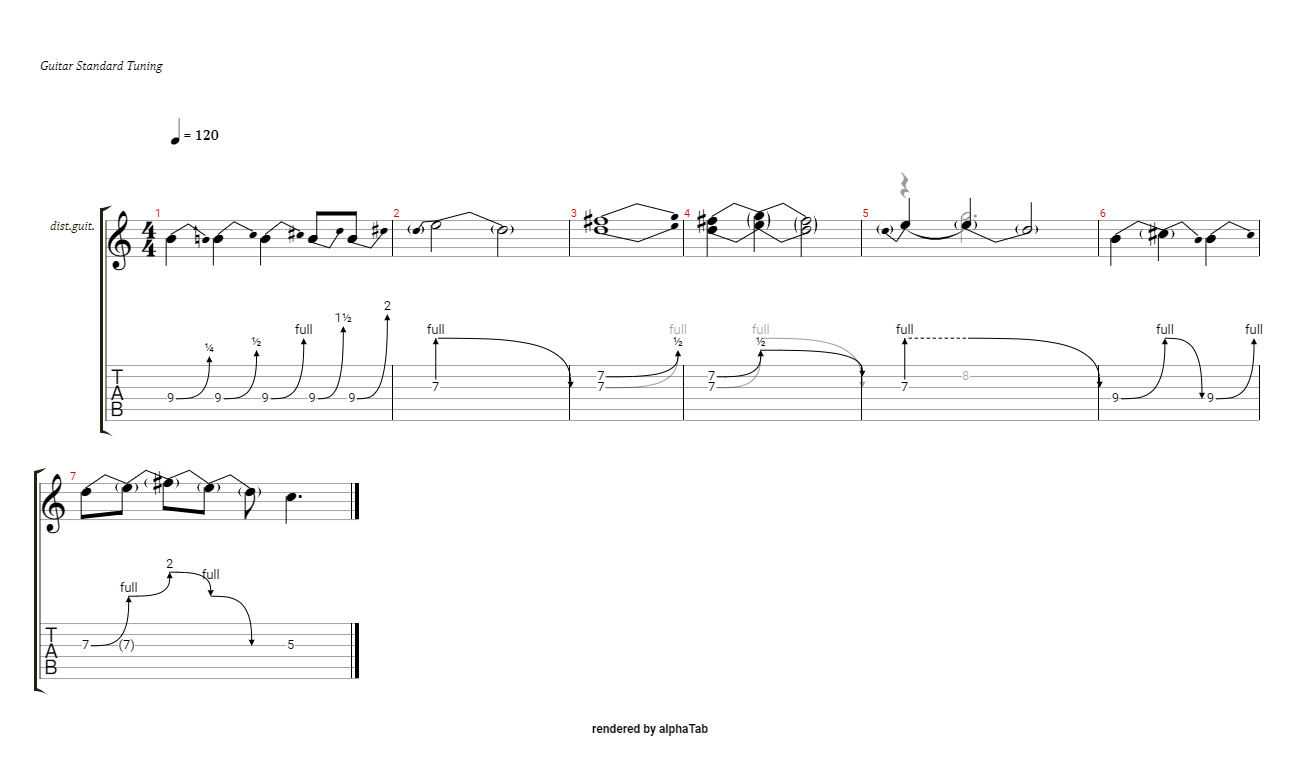 Guitar Standard Tuning
= 120
dist.guit.
1 2 3 4 5 6
4
4
2
1½
full full full full full full full
¼ ½ ½ ½
T 7 7 8
A 7 7 7 7
B 9 9 9 9 9 9 9
7
2
full
full
T
A 7 (7) 5
B
rendered by alphaTab